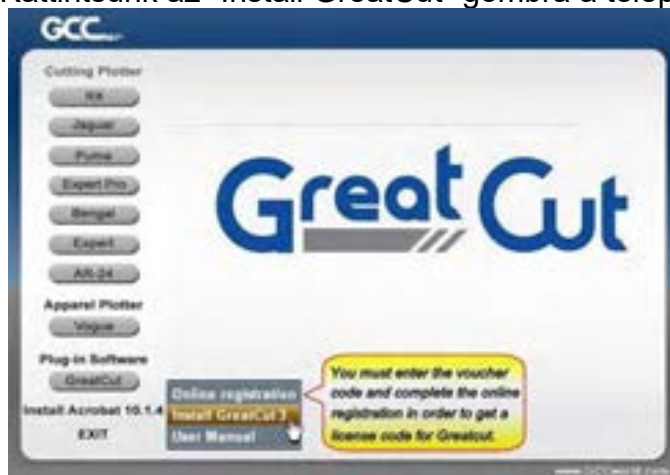 Kattintsunk az "Install GreatCut" gombra a telep
GCC
Cutting Plotter
RX
Jaguar
Puma
Expert Pro
Bengal
Expert
AR-24
Great Cut
Apparel Plotter
Vogue
Plug-in Software
GreatCut
Install Acrobat 10.1.4
EXIT
Online registration
Install GreatCut 3
User Manual
You must enter the voucher
code and complete the online
registration in order to get a
license code for Greatcut.